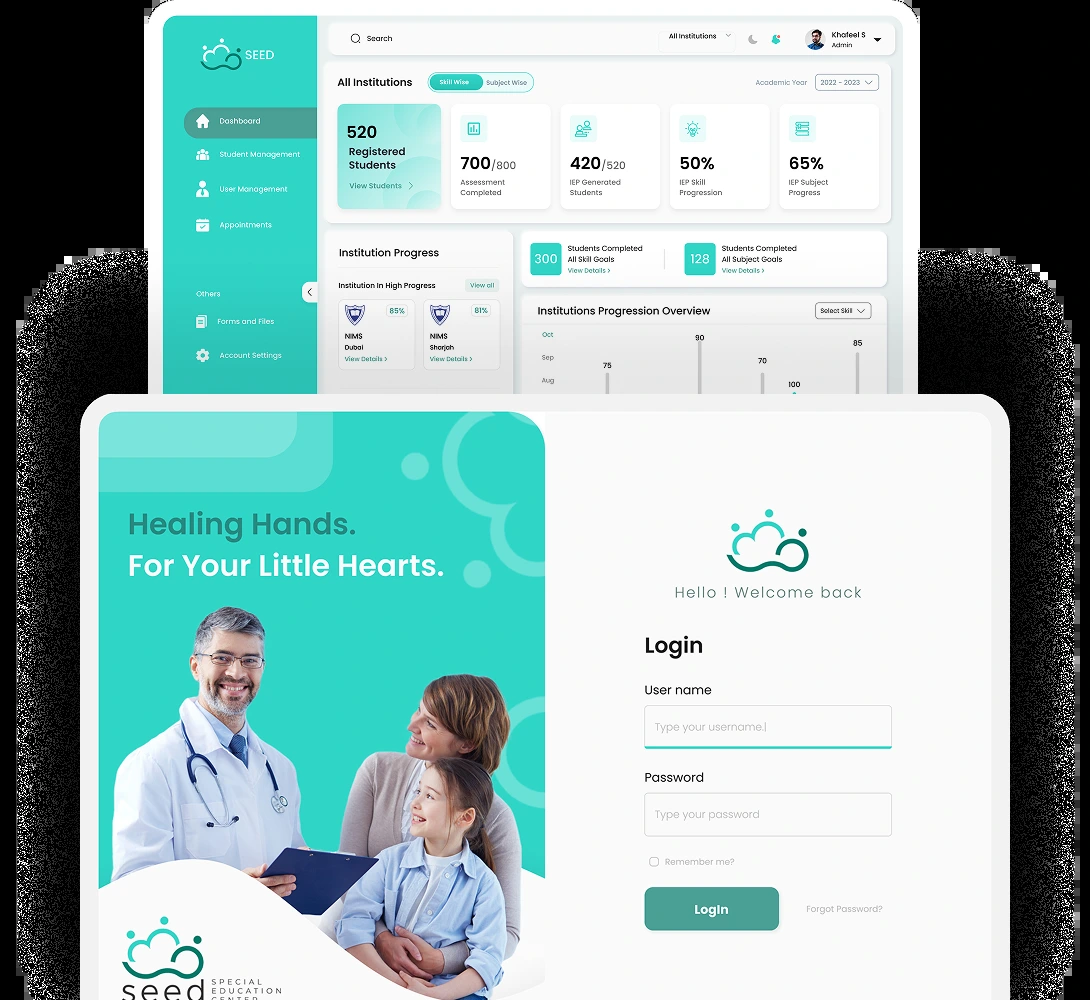 SEED
Search
All Institutions
Khafeel S
Admin
Dashboard
Student Management
User Management
Appointments
Others
Forms and Files
Account Settings
All Institutions
Skill Wise
Subject Wise
Academic Year
2022 - 2023
520
Registered
Students
View Students
700/800
Assessment
Completed
420/520
IEP Generated
Students
50%
IEP Skill
Progression
65%
IEP Subject
Progress
Institution Progress
Institution In High Progress
View all
85%
NIMS
Dubai
View Details >
81%
NIMS
Sharjah
View Details >
300
Students Completed
All Skill Goals
View Details >
128
Students Completed
All Subject Goals
View Details >
Institutions Progression Overview
Select Skill
Oct
Sep
Aug
75
90
70
100
85
Healing Hands.
For Your Little Hearts.
seed
SPECIAL
EDUCATION
CENTER
Hello ! Welcome back
Login
User name
Type your username.|
Password
Type your password
Remember me?
LogIn
Forgot Password?